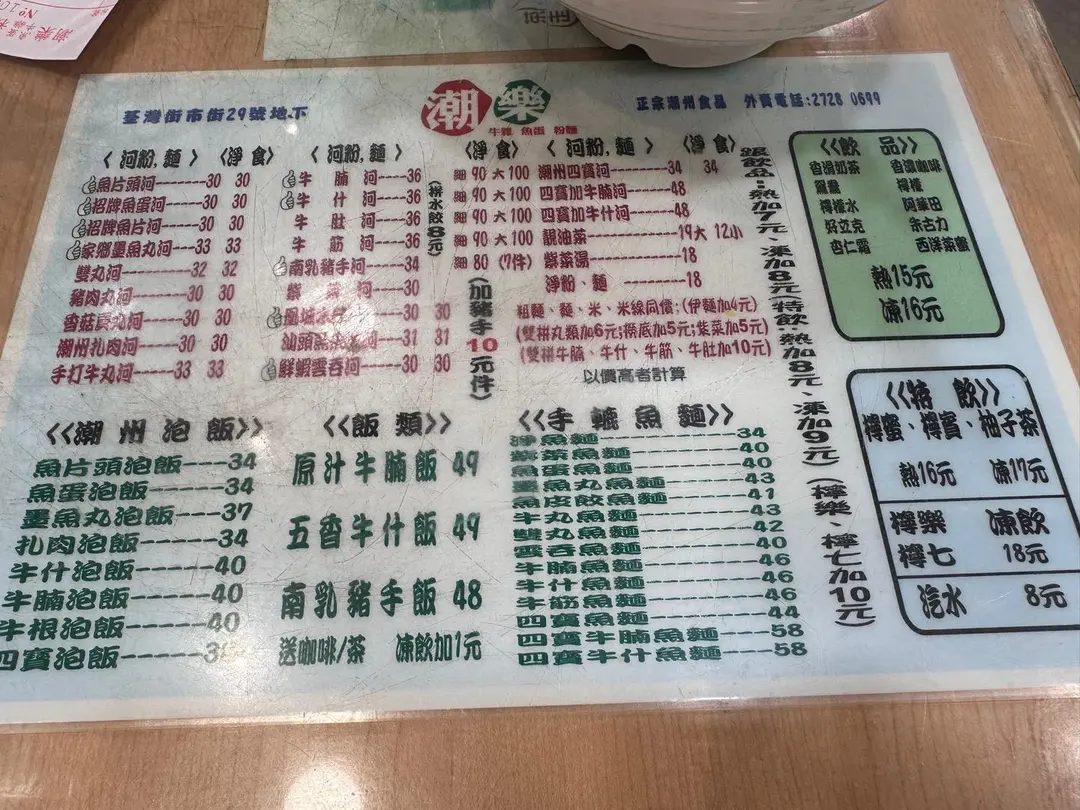 潮樂
No
荃灣街市街29號地下
潮樂
牛雜 魚蛋 粉麵
正宗潮州食品 外賣電話:2728 0699
〈河粉,麵〉 〈淨食〉
魚片頭河-------30 30
招牌魚蛋河-----30 30
招牌魚片河-----30 30
家鄉墨魚丸河---33 33
雙丸河---------32 32
豬肉丸河-------30 30
香菇貢丸河-----30 30
潮州扎肉河-----30 30
手打牛丸河-----33 33
〈河粉,麵〉 〈淨食〉
牛腩河-----36 細90大100
牛什河-----36 細90大100
牛肚河-----36 細90大100
牛筋河-----36 細90大100
南乳豬手河----34 細80(7件)
紫菜河-----30
30 30
31 31
鮮蝦雲吞河----30 30
(拼水餃8元)
(加豬手10元件)
〈河粉,麵〉 〈淨食〉
潮州四寶河------34 34
四寶加牛腩河-----48
四寶加牛什河-----48
靚油菜----------19大 12小
紫菜湯----------18
淨粉、麵--------18
粗麵、麵、米、米線同價;(伊麵加4元)
(雙拼丸類加6元;撈底加5元;紫菜加5元)
(雙拼牛腩、牛什、牛筋、牛肚加10元)
以價高者計算
跟飲品:熱加7元、凍加8元(特飲:熱加8元、凍加9元)(檸樂、檸七加10元)
<<飲品>>
香滑奶茶 香濃咖啡
鴛鴦 檸檬
檸檬水 阿華田
好立克 朱古力
杏仁霜 西洋菜蜜
熱15元
凍16元
<<特飲>>
檸蜜、檸賓、柚子茶
熱16元 凍17元
檸樂 凍飲
檸七 18元
汽水 8元
<<潮州泡飯>>
魚片頭泡飯---34
魚蛋泡飯-----34
墨魚丸泡飯---37
扎肉泡飯-----34
牛什泡飯-----40
牛腩泡飯-----40
牛根泡飯-----40
四寶泡飯-----
<<飯類>>
原汁牛腩飯 49
五香牛什飯 49
南乳豬手飯 48
送咖啡/茶 凍飲加1元
<<手轆魚麵>>
淨魚麵----------34
紫菜魚麵--------40
魚蛋魚麵--------40
墨魚丸魚麵------43
魚皮餃魚麵------41
牛丸魚麵--------43
雙丸魚麵--------42
雲吞魚麵--------40
牛腩魚麵--------46
牛什魚麵--------46
牛筋魚麵--------46
四寶魚麵--------44
四寶牛腩魚麵----58
四寶牛什魚麵----58